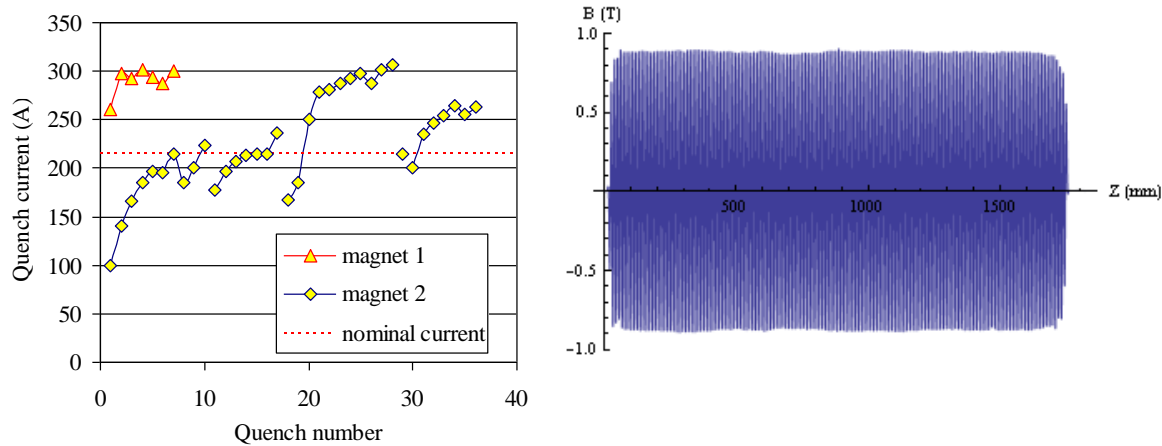 350
300
250
200
150
100
50
0
0 10 20 30 40
Quench current (A)
Quench number
magnet 1
magnet 2
nominal current
B (T)
1.0
0.5
-0.5
-1.0
500 1000 1500
Z (mm)